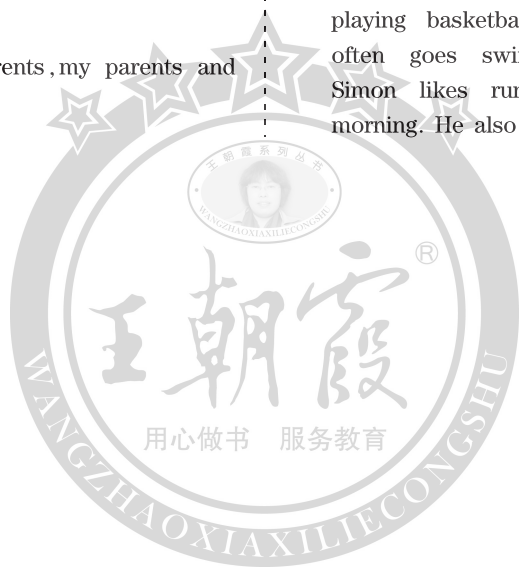 rents , my parents and
playing basketba
often goes swi
Simon likes ru
morning. He also
王朝霞系列丛书
WANGZHAOXIAXILIECONGSHU
®
王朝霞
用心做书 服务教育
WANGZHAOXIAXILIECONGSHU